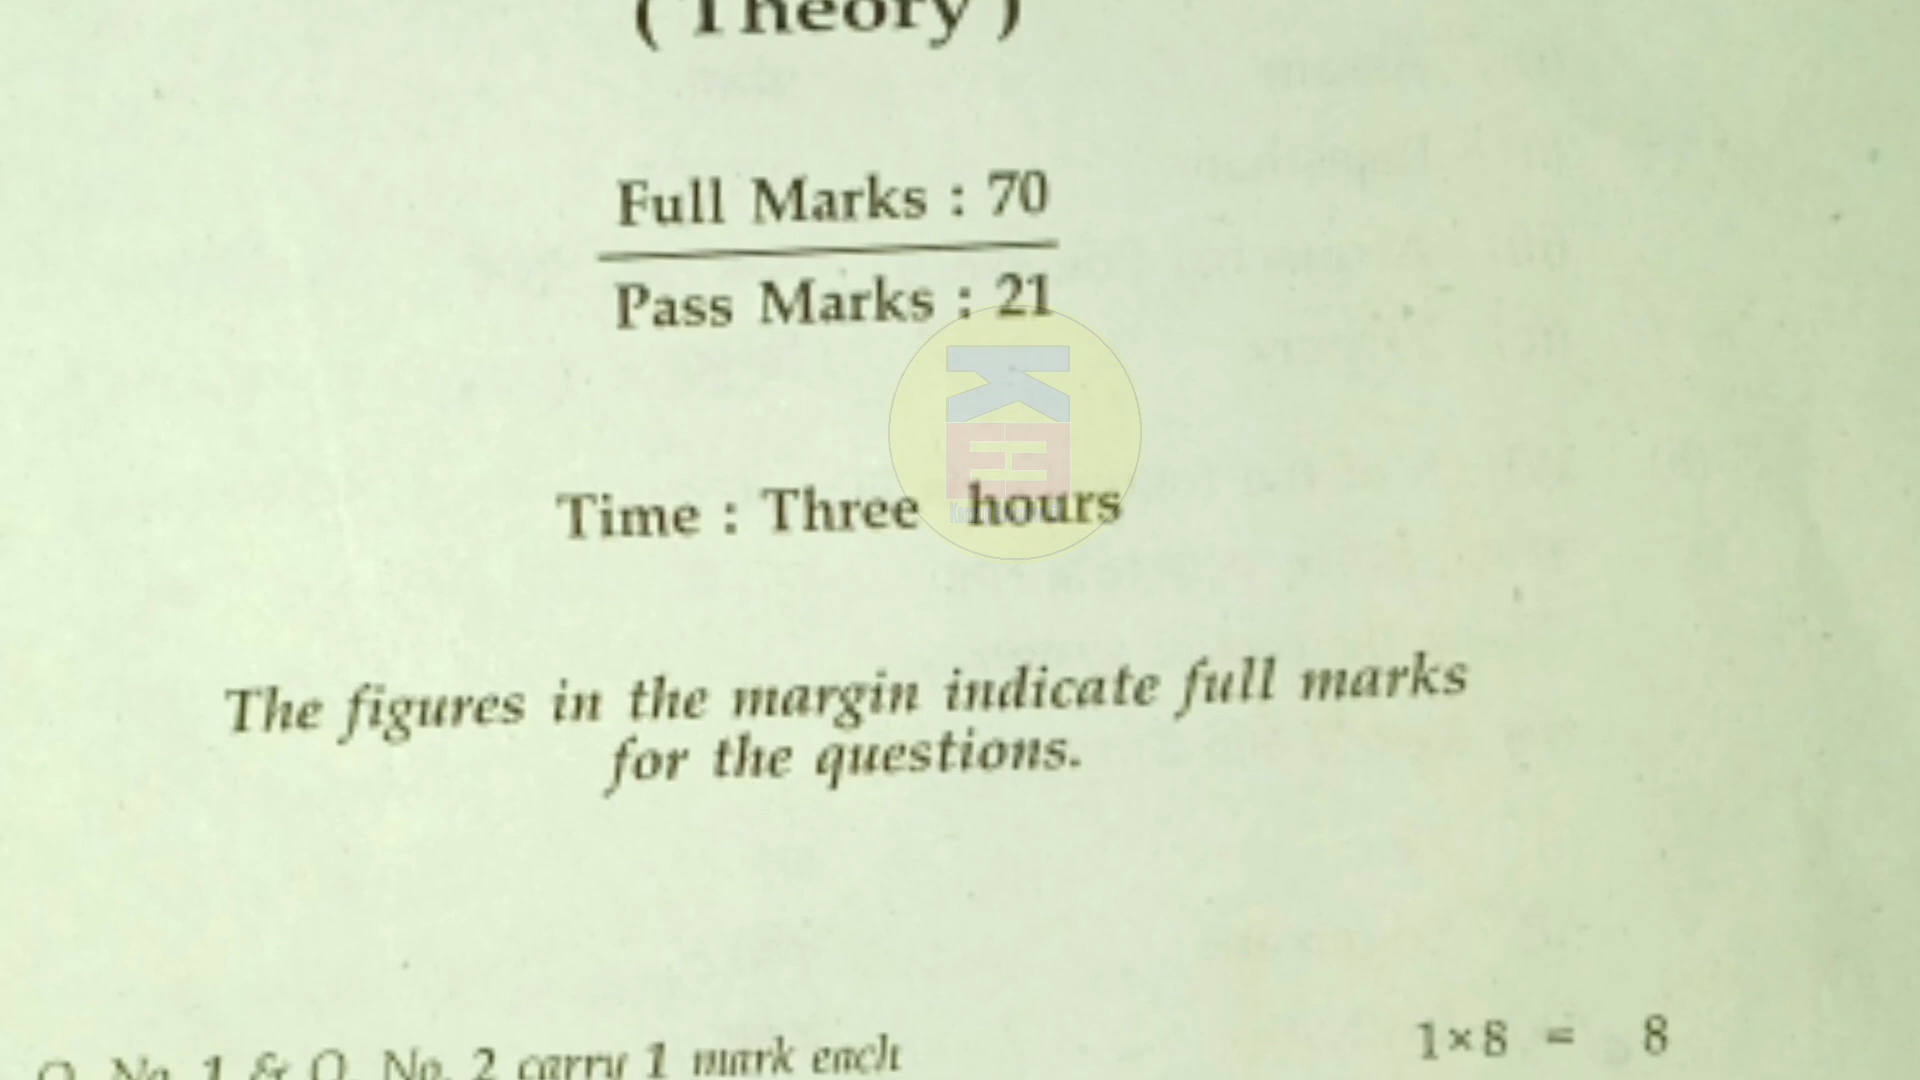 ( Theory )
Full Marks : 70
Pass Marks : 21
Time : Three hours
The figures in the margin indicate full marks
for the questions.
Q. No. 1 & Q. No. 2 carry 1 mark each 1×8 = 8
KH